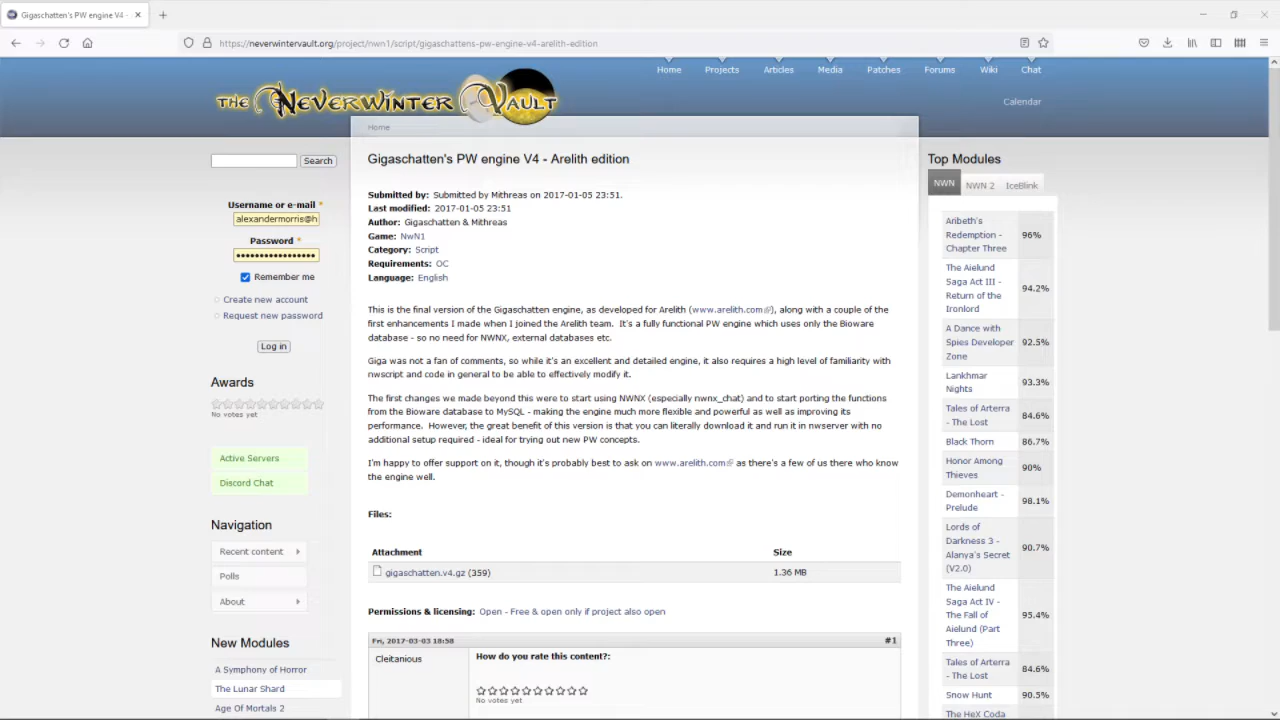 Gigaschatten's PW engine V4 -
https://neverwintervault.org/project/nwn1/script/gigaschattens-pw-engine-v4-arelith-edition
THE NEVERWINTER VAULT
Home
Projects
Articles
Media
Patches
Forums
Wiki
Chat
Calendar
Home
Search
Username or e-mail *
alexandermorris@h
Password *
Remember me
Create new account
Request new password
Log in
Awards
No votes yet
Active Servers
Discord Chat
Navigation
Recent content
Polls
About
New Modules
A Symphony of Horror
The Lunar Shard
Age Of Mortals 2
Gigaschatten's PW engine V4 - Arelith edition
Submitted by: Submitted by Mithreas on 2017-01-05 23:51.
Last modified: 2017-01-05 23:51
Author: Gigaschatten & Mithreas
Game: NwN1
Category: Script
Requirements: OC
Language: English
This is the final version of the Gigaschatten engine, as developed for Arelith (www.arelith.com), along with a couple of the
first enhancements I made when I joined the Arelith team. It's a fully functional PW engine which uses only the Bioware
database - so no need for NWNX, external databases etc.
Giga was not a fan of comments, so while it's an excellent and detailed engine, it also requires a high level of familiarity with
nwscript and code in general to be able to effectively modify it.
The first changes we made beyond this were to start using NWNX (especially nwnx_chat) and to start porting the functions
from the Bioware database to MySQL - making the engine much more flexible and powerful as well as improving its
performance. However, the great benefit of this version is that you can literally download it and run it in nwserver with no
additional setup required - ideal for trying out new PW concepts.
I'm happy to offer support on it, though it's probably best to ask on www.arelith.com as there's a few of us there who know
the engine well.
Files:
Attachment Size
gigaschatten.v4.gz (359) 1.36 MB
Permissions & licensing: Open - Free & open only if project also open
Fri, 2017-03-03 18:58 #1
Cleitanious
How do you rate this content?:
No votes yet
Top Modules
NWN NWN 2 IceBlink
Aribeth's
Redemption - 96%
Chapter Three
The Aielund
Saga Act III - 94.2%
Return of the
Ironlord
A Dance with
Spies Developer 92.5%
Zone
Lankhmar 93.3%
Nights
Tales of Arterra 84.6%
- The Lost
Black Thorn 86.7%
Honor Among 90%
Thieves
Demonheart - 98.1%
Prelude
Lords of
Darkness 3 - 90.7%
Alanya's Secret
(V2.0)
The Aielund
Saga Act IV -
The Fall of 95.4%
Aielund (Part
Three)
Tales of Arterra 84.6%
- The Lost
Snow Hunt 90.5%
The HeX Coda